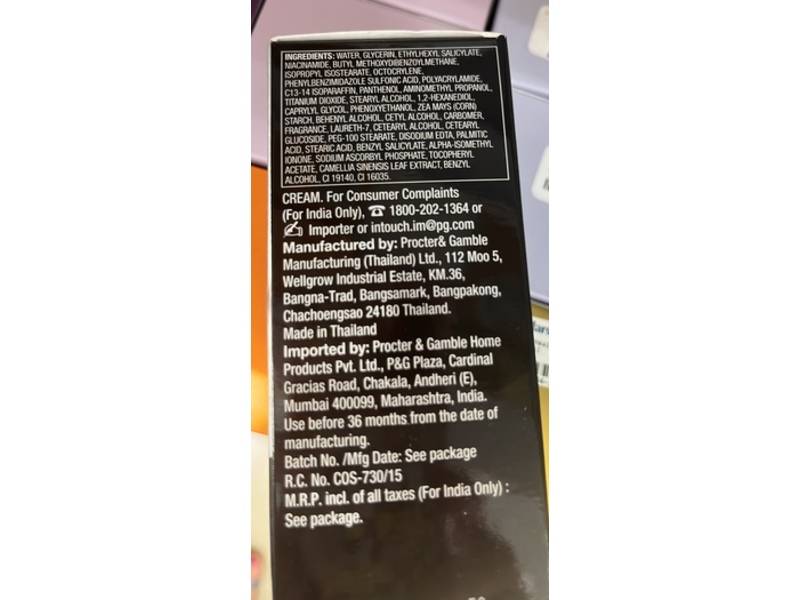 INGREDIENTS: WATER, GLYCERIN, ETHYLHEXYL SALICYLATE,
NIACINAMIDE, BUTYL METHOXYDIBENZOYLMETHANE,
ISOPROPYL ISOSTEARATE, OCTOCRYLENE,
PHENYLBENZIMIDAZOLE SULFONIC ACID, POLYACRYLAMIDE,
C13-14 ISOPARAFFIN, PANTHENOL, AMINOMETHYL PROPANOL,
TITANIUM DIOXIDE, STEARYL ALCOHOL, 1,2-HEXANEDIOL,
CAPRYLYL GLYCOL, PHENOXYETHANOL, ZEA MAYS (CORN)
STARCH, BEHENYL ALCOHOL, CETYL ALCOHOL, CARBOMER,
FRAGRANCE, LAURETH-7, CETEARYL ALCOHOL, CETEARYL
GLUCOSIDE, PEG-100 STEARATE, DISODIUM EDTA, PALMITIC
ACID, STEARIC ACID, BENZYL SALICYLATE, ALPHA-ISOMETHYL
IONONE, SODIUM ASCORBYL PHOSPHATE, TOCOPHERYL
ACETATE, CAMELLIA SINENSIS LEAF EXTRACT, BENZYL
ALCOHOL, CI 19140, CI 16035.
CREAM. For Consumer Complaints
(For India Only), ☎ 1800-202-1364 or
✍ Importer or intouch.im@pg.com
Manufactured by: Procter& Gamble
Manufacturing (Thailand) Ltd., 112 Moo 5,
Wellgrow Industrial Estate, KM.36,
Bangna-Trad, Bangsamark, Bangpakong,
Chachoengsao 24180 Thailand.
Made in Thailand
Imported by: Procter & Gamble Home
Products Pvt. Ltd., P&G Plaza, Cardinal
Gracias Road, Chakala, Andheri (E),
Mumbai 400099, Maharashtra, India.
Use before 36 months from the date of
manufacturing.
Batch No. /Mfg Date: See package
R.C. No. COS-730/15
M.R.P. incl. of all taxes (For India Only) :
See package.